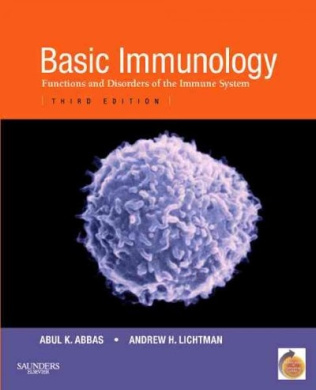 Basic Immunology
Functions and Disorders of the Immune System
THIRD EDITION
ABUL K. ABBAS • ANDREW H. LICHTMAN
SAUNDERS
ELSEVIER